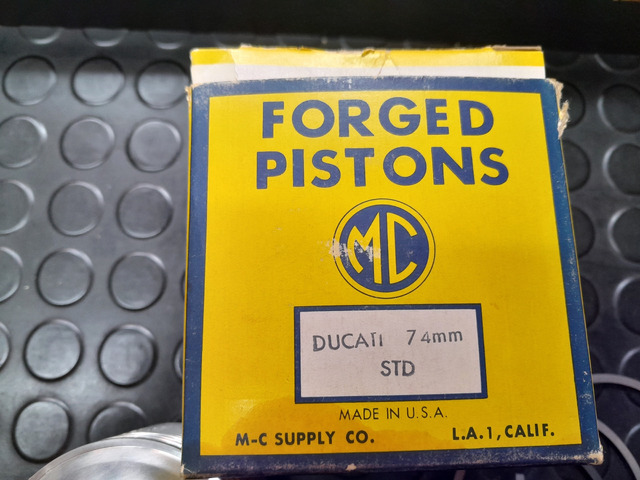 FORGED
PISTONS
MC
DUCATI 74mm
STD
MADE IN U.S.A.
M-C SUPPLY CO. L.A.1, CALIF.